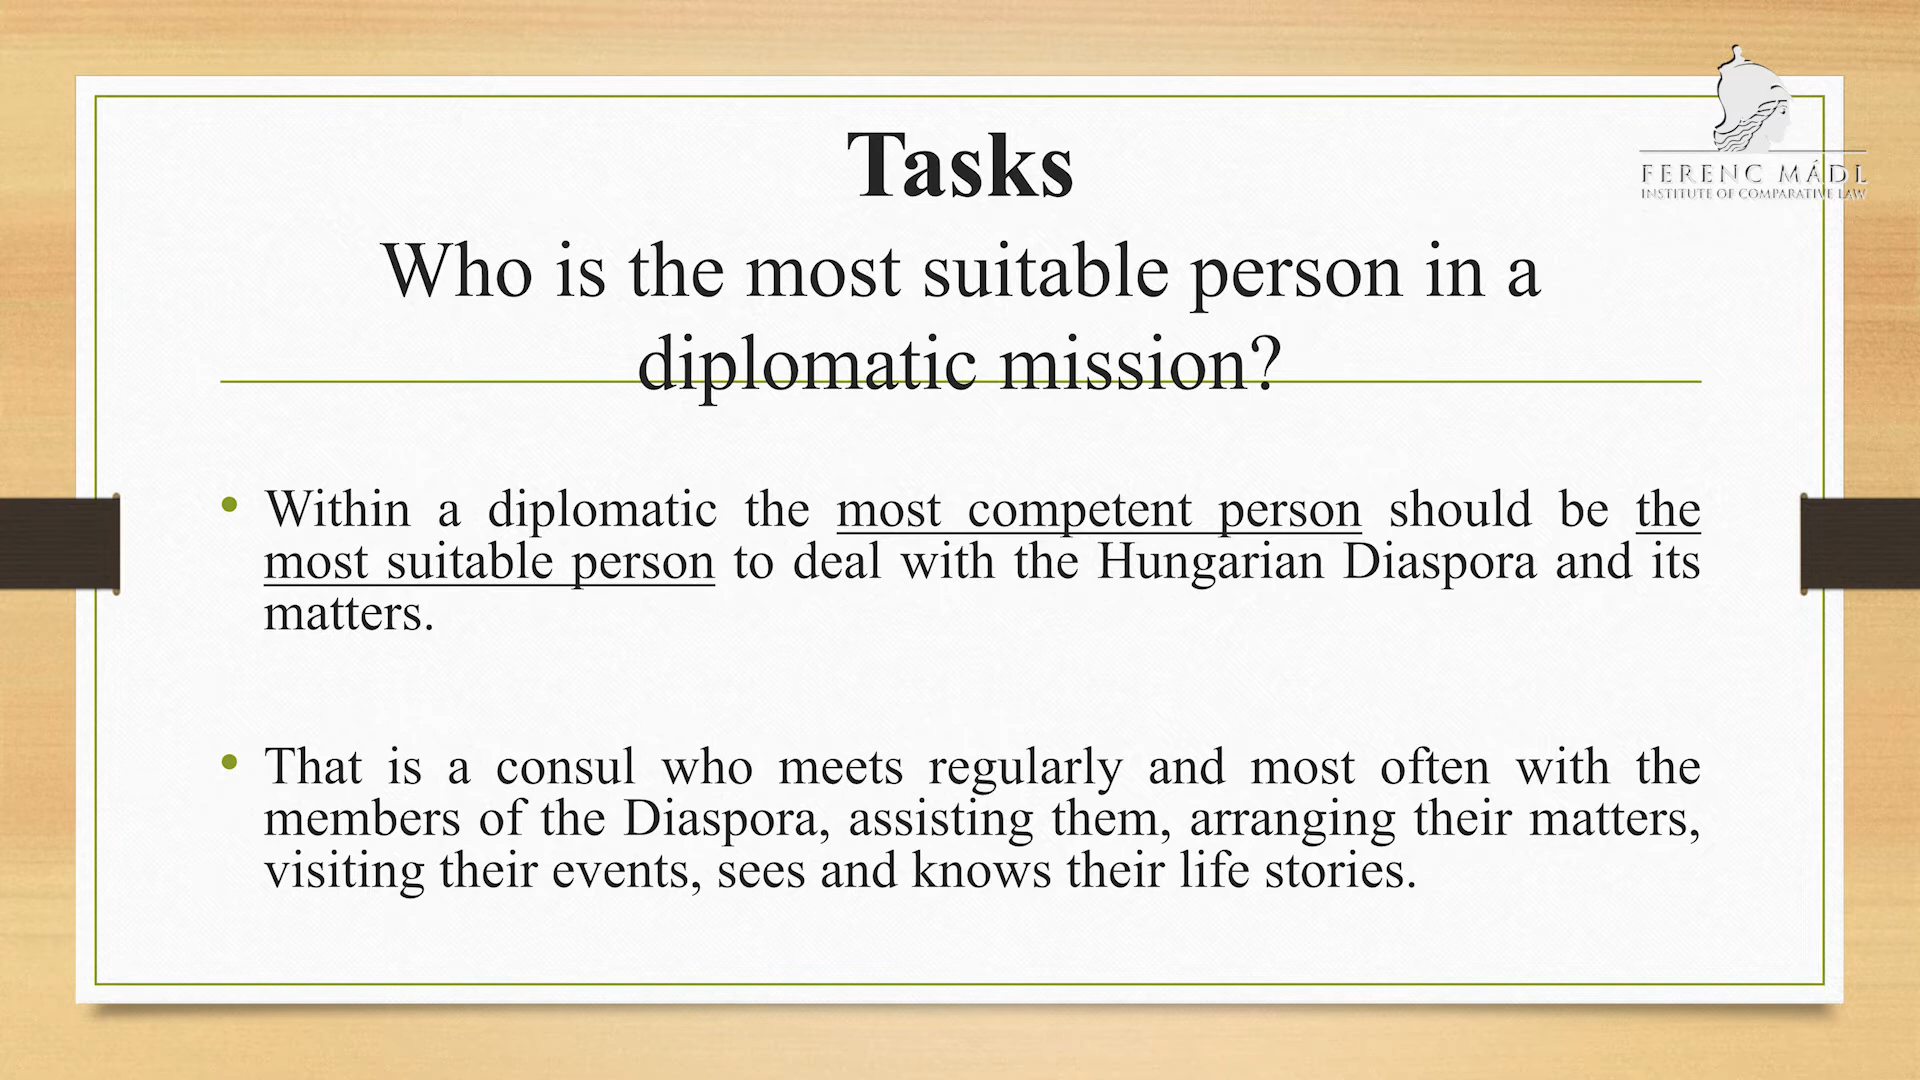 FERENC MÁDL
INSTITUTE OF COMPARATIVE LAW
Tasks
Who is the most suitable person in a
diplomatic mission?
• Within a diplomatic the most competent person should be the
most suitable person to deal with the Hungarian Diaspora and its
matters.
• That is a consul who meets regularly and most often with the
members of the Diaspora, assisting them, arranging their matters,
visiting their events, sees and knows their life stories.